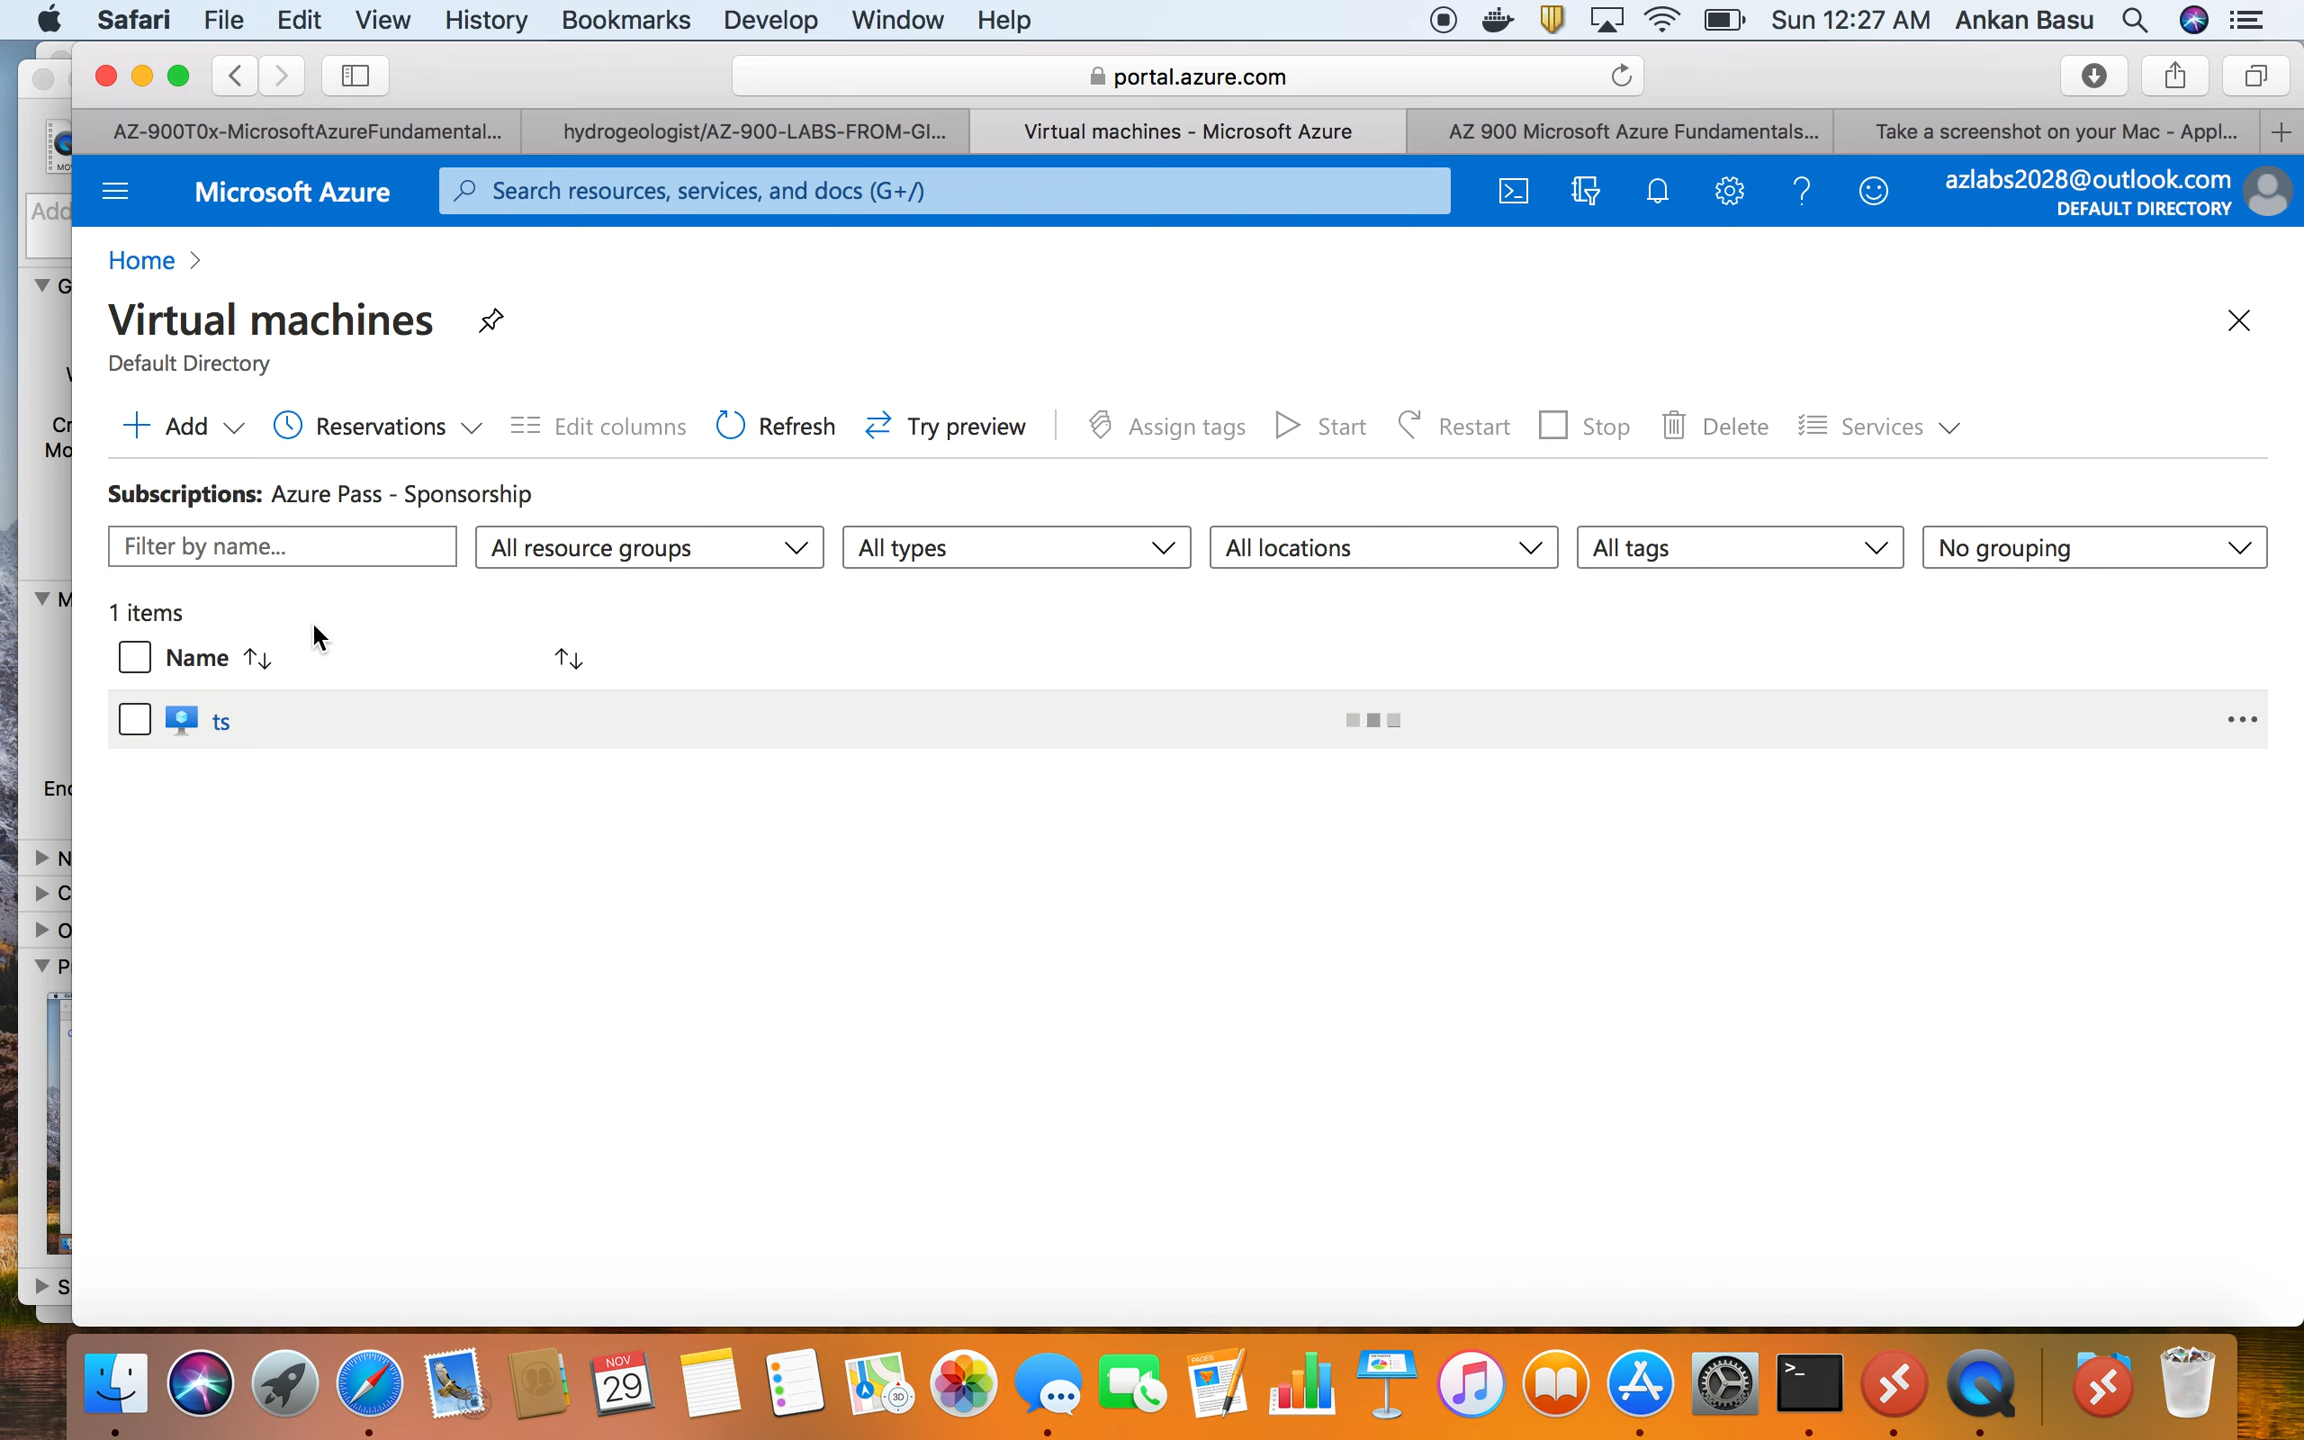 Safari File Edit View History Bookmarks Develop Window Help Sun 12:27 AM Ankan Basu
portal.azure.com
AZ-900T0x-MicrosoftAzureFundamental... hydrogeologist/AZ-900-LABS-FROM-GI... Virtual machines - Microsoft Azure AZ 900 Microsoft Azure Fundamentals... Take a screenshot on your Mac - Appl...
Microsoft Azure Search resources, services, and docs (G+/) azlabs2028@outlook.com
DEFAULT DIRECTORY
Home
Virtual machines
Default Directory
Add Reservations Edit columns Refresh Try preview Assign tags Start Restart Stop Delete Services
Subscriptions: Azure Pass - Sponsorship
Filter by name... All resource groups All types All locations All tags No grouping
1 items
Name
ts
NOV
29
PAGES
3D